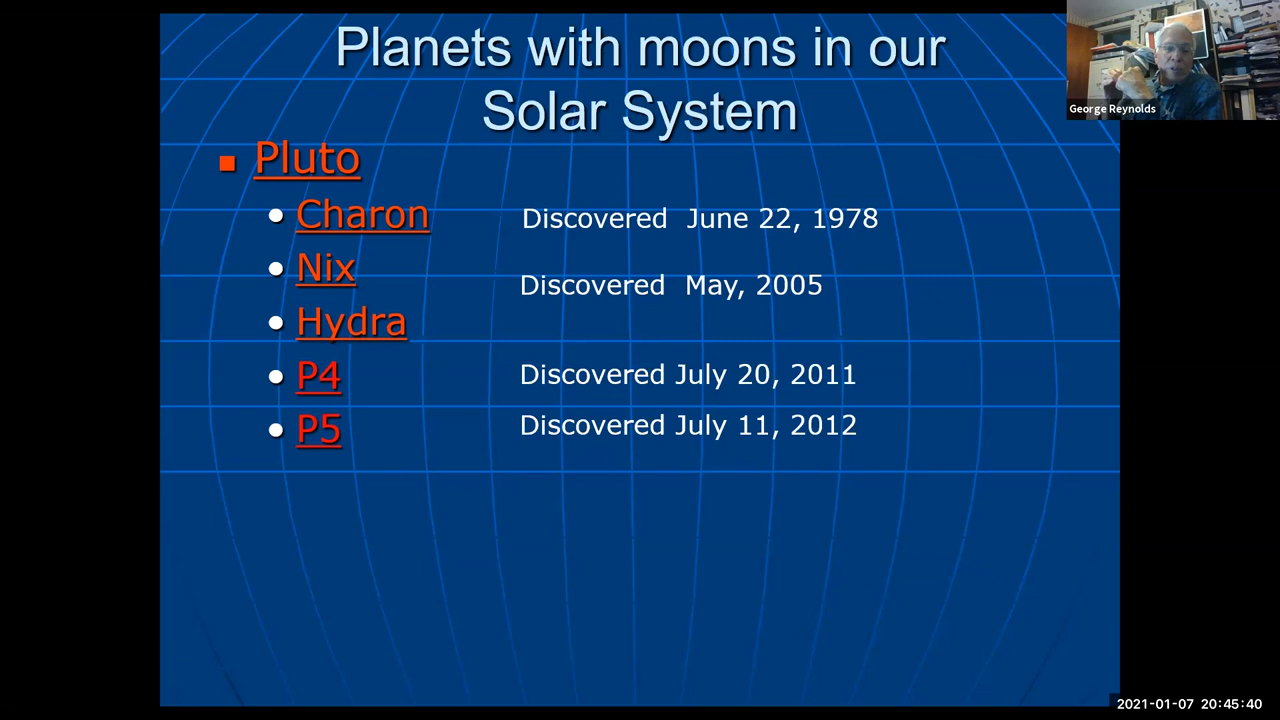 Planets with moons in our
Solar System
George Reynolds
Pluto
Charon Discovered June 22, 1978
Nix
Discovered May, 2005
Hydra
P4 Discovered July 20, 2011
P5 Discovered July 11, 2012
2021-01-07 20:45:40